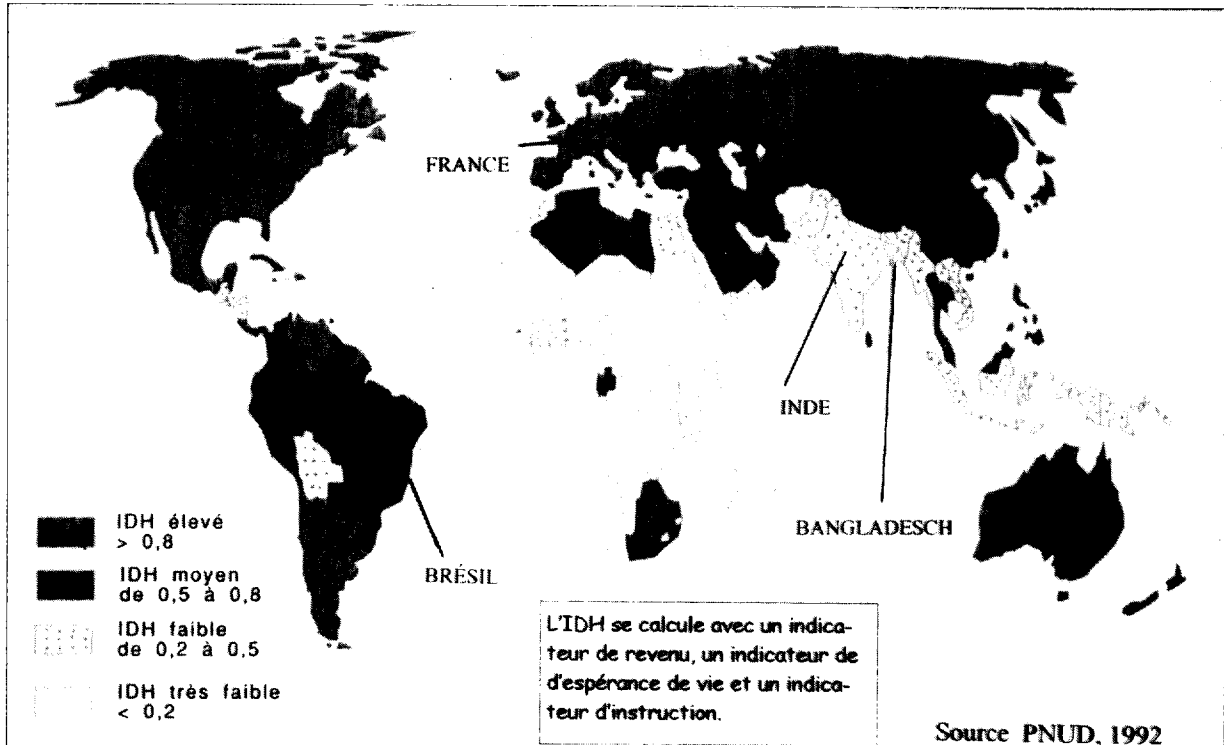 FRANCE
INDE
BANGLADESCH
BRÉSIL
IDH élevé
> 0,8
IDH moyen
de 0,5 à 0,8
IDH faible
de 0,2 à 0,5
IDH très faible
< 0,2
L'IDH se calcule avec un indica-
teur de revenu, un indicateur de
d'espérance de vie et un indica-
teur d'instruction.
Source PNUD, 1992